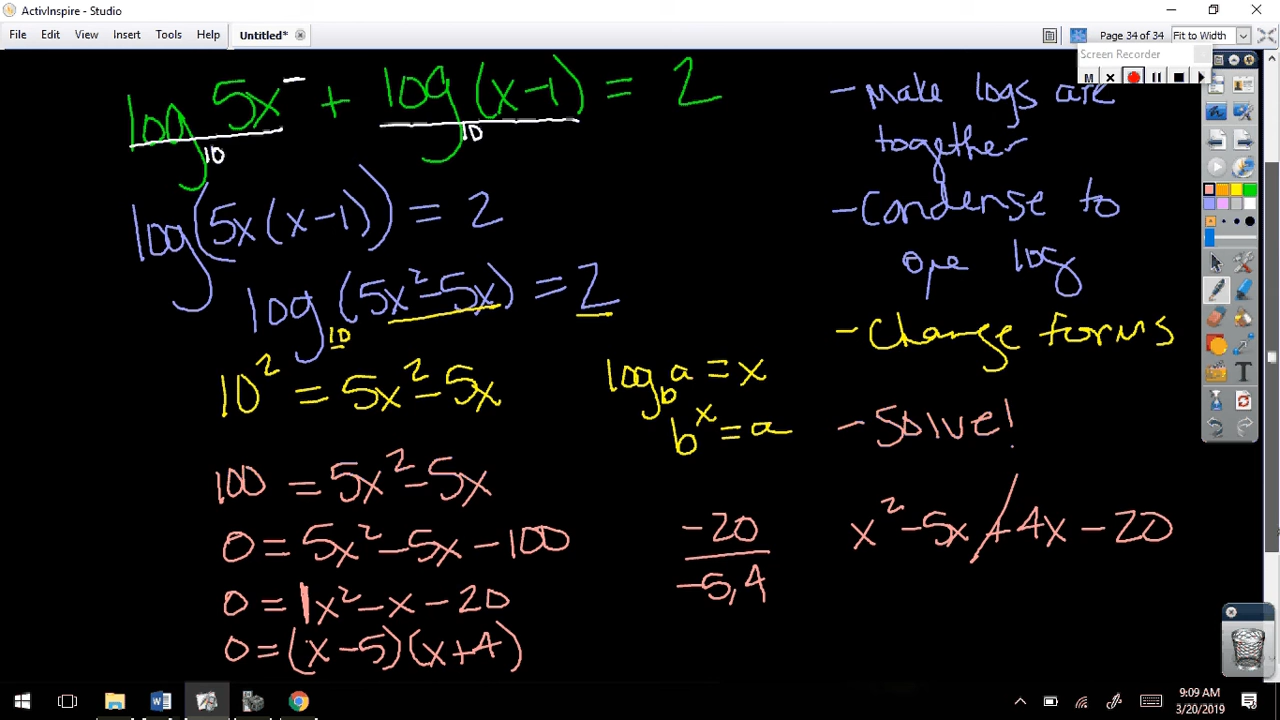 ActivInspire - Studio
File Edit View Insert Tools Help Untitled*
Page 34 of 34 Fit to Width
Screen Recorder
log₁₀ 5x + log₁₀ (x-1) = 2
log(5x(x-1)) = 2
log₁₀ (5x²-5x) = 2
10² = 5x²-5x
100 = 5x²-5x
0 = 5x²-5x-100
0 = 1x²-x-20
0 = (x-5)(x+4)
log_b a = x
b^x = a
-20
-5,4
- Make logs are
together
- Condense to
one log
- Change forms
- Solve!
x²-5x/+4x-20
9:09 AM
3/20/2019